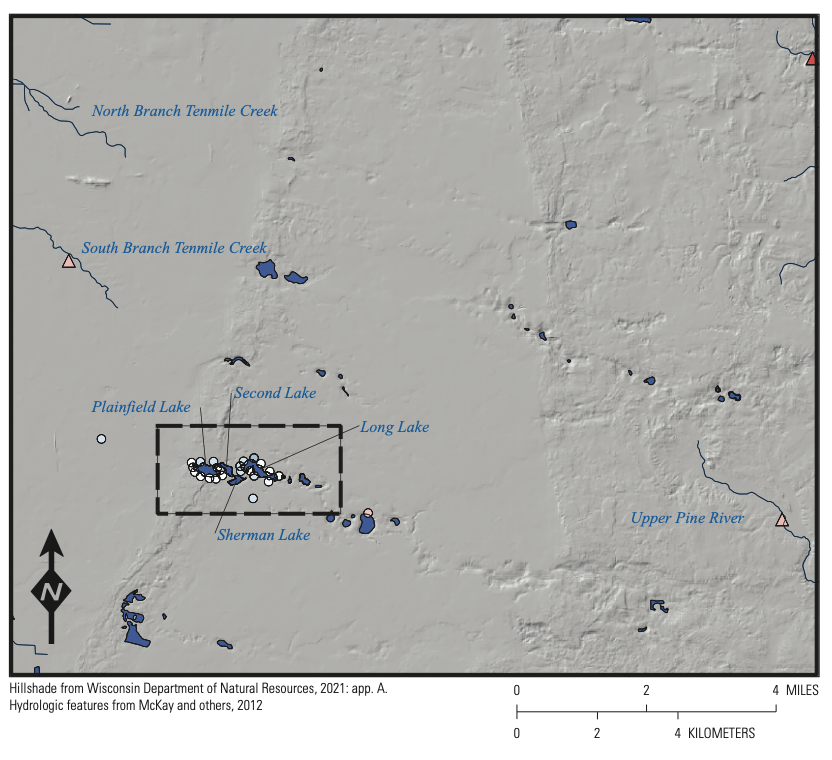 North Branch Tenmile Creek
South Branch Tenmile Creek
Second Lake
Plainfield Lake
Long Lake
Upper Pine River
Sherman Lake
N
Hillshade from Wisconsin Department of Natural Resources, 2021: app. A.
Hydrologic features from McKay and others, 2012
0 2 4 MILES
0 2 4 KILOMETERS